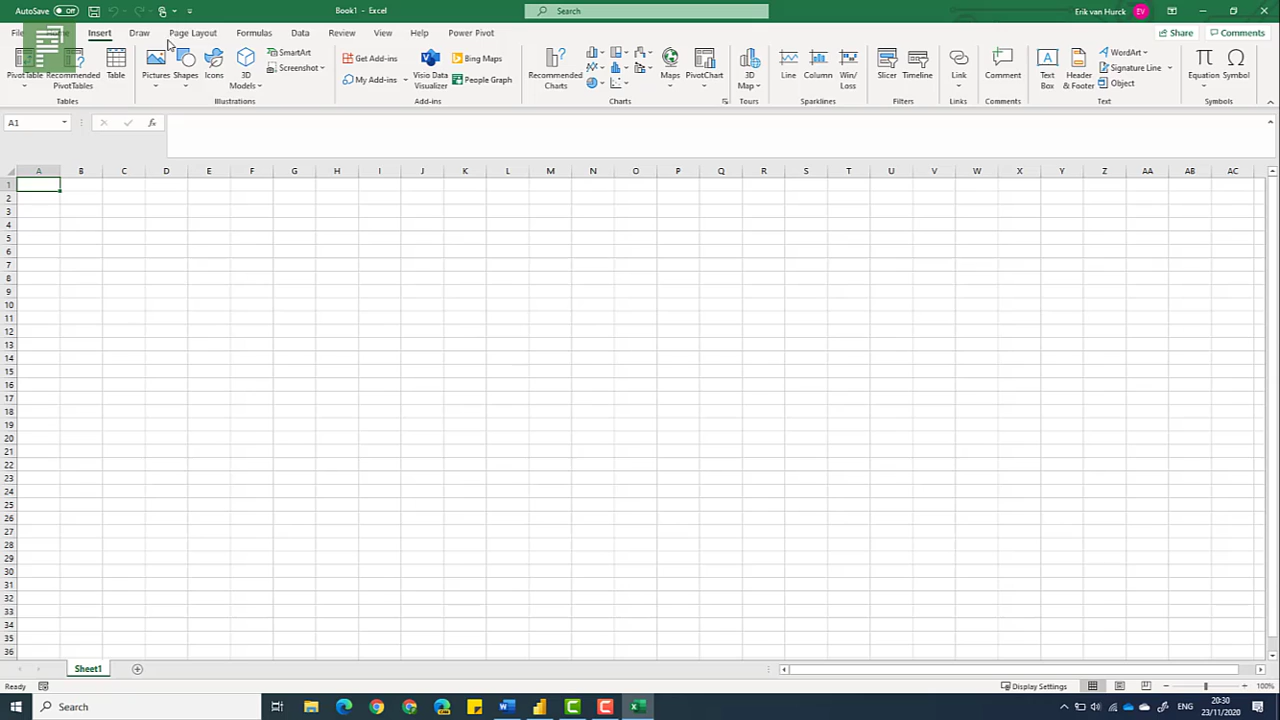 AutoSave Off Book1 - Excel Search Erik van Hurck EV
Insert Draw Page Layout Formulas Data Review View Help Power Pivot Share Comments
PivotTable Recommended PivotTables Table
Tables
Pictures Shapes Icons 3D Models SmartArt Screenshot
Illustrations
Get Add-ins My Add-ins Visio Data Visualizer Bing Maps People Graph
Add-ins
Recommended Charts Maps PivotChart
Charts
3D Map
Tours
Line Column Win/ Loss
Sparklines
Slicer Timeline
Filters
Link
Links
Comment
Comments
Text Box Header & Footer WordArt Signature Line Object
Text
Equation Symbol
Symbols
A1 fx
A B C D E F G H I J K L M N O P Q R S T U V W X Y Z AA AB AC
1
2
3
4
5
6
7
8
9
10
11
12
13
14
15
16
17
18
19
20
21
22
23
24
25
26
27
28
29
30
31
32
33
34
35
36
Sheet1
Ready Display Settings 100%
Search ENG 20:30
23/11/2020